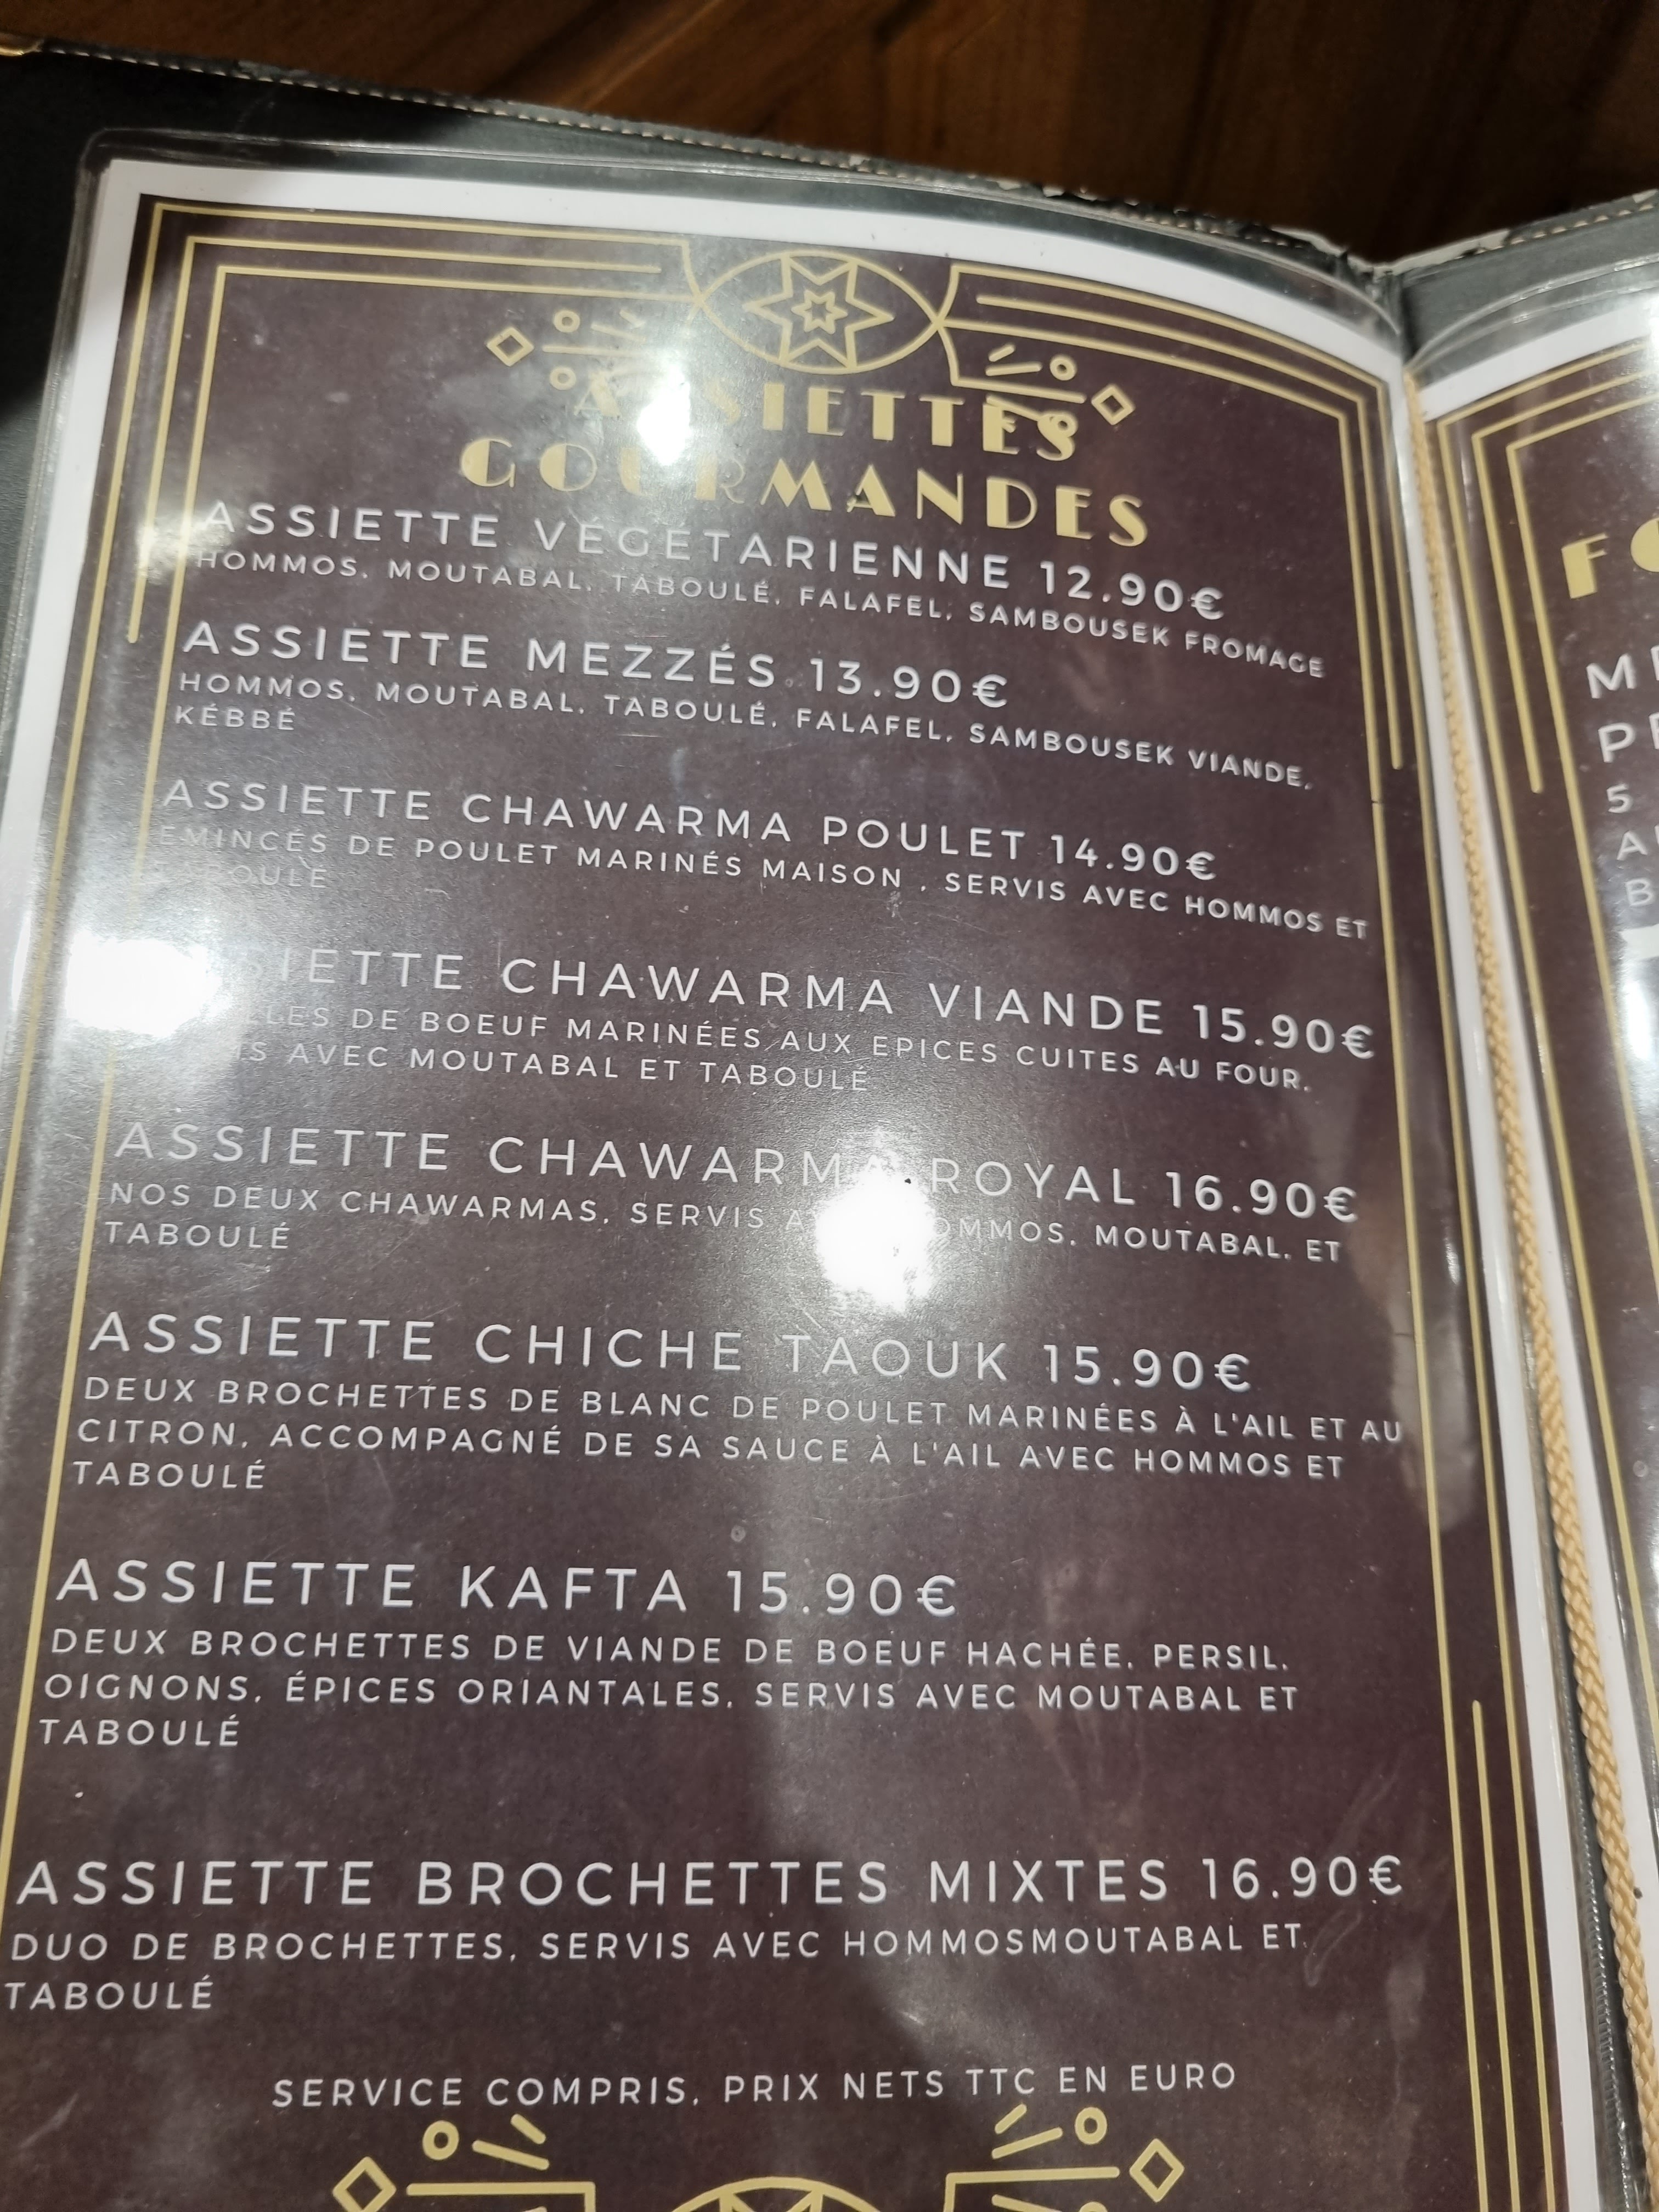 ASSIETTES
GOURMANDES
ASSIETTE VÉGÉTARIENNE 12.90€
HOMMOS, MOUTABAL, TABOULÉ, FALAFEL, SAMBOUSEK FROMAGE
ASSIETTE MEZZÉS 13.90€
HOMMOS, MOUTABAL, TABOULÉ, FALAFEL, SAMBOUSEK VIANDE,
KÉBBÉ
ASSIETTE CHAWARMA POULET 14.90€
EMINCÉS DE POULET MARINÉS MAISON , SERVIS AVEC HOMMOS ET
TABOULÉ
ASSIETTE CHAWARMA VIANDE 15.90€
DE BOEUF MARINÉES AUX EPICES CUITES AU FOUR,
AVEC MOUTABAL ET TABOULÉ
ASSIETTE CHAWARMA ROYAL 16.90€
NOS DEUX CHAWARMAS, SERVIS AVEC HOMMOS, MOUTABAL, ET
TABOULÉ
ASSIETTE CHICHE TAOUK 15.90€
DEUX BROCHETTES DE BLANC DE POULET MARINÉES À L'AIL ET AU
CITRON, ACCOMPAGNÉ DE SA SAUCE À L'AIL AVEC HOMMOS ET
TABOULÉ
ASSIETTE KAFTA 15.90€
DEUX BROCHETTES DE VIANDE DE BOEUF HACHÉE, PERSIL,
OIGNONS, ÉPICES ORIANTALES, SERVIS AVEC MOUTABAL ET
TABOULÉ
ASSIETTE BROCHETTES MIXTES 16.90€
DUO DE BROCHETTES, SERVIS AVEC HOMMOSMOUTABAL ET
TABOULÉ
SERVICE COMPRIS, PRIX NETS TTC EN EURO